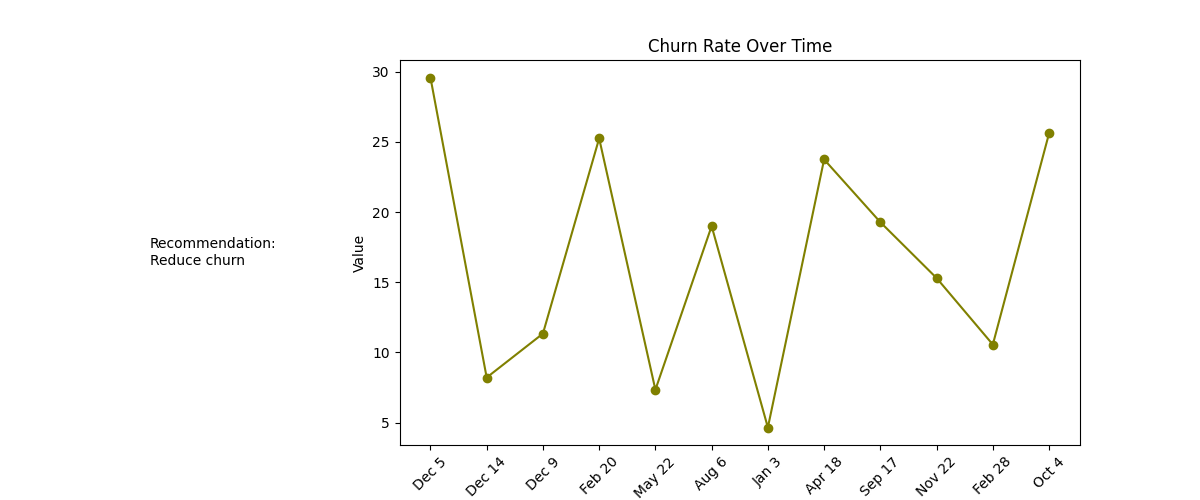 Churn Rate Over Time
Recommendation:
Reduce churn
Value
30
25
20
15
10
5
Dec 5
Dec 14
Dec 9
Feb 20
May 22
Aug 6
Jan 3
Apr 18
Sep 17
Nov 22
Feb 28
Oct 4